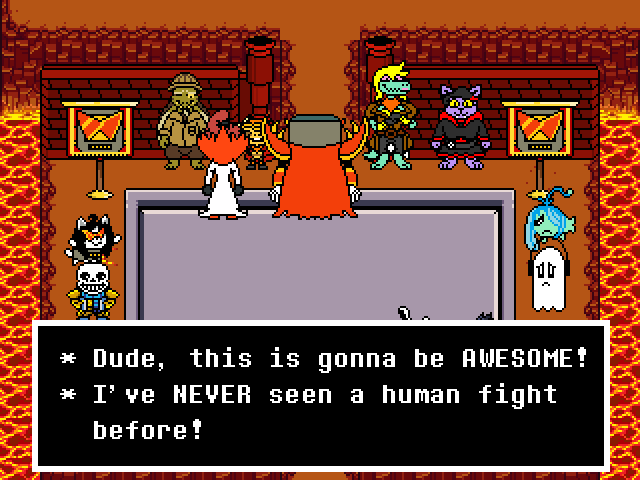 * Dude, this is gonna be AWESOME!
* I've NEVER seen a human fight
before!